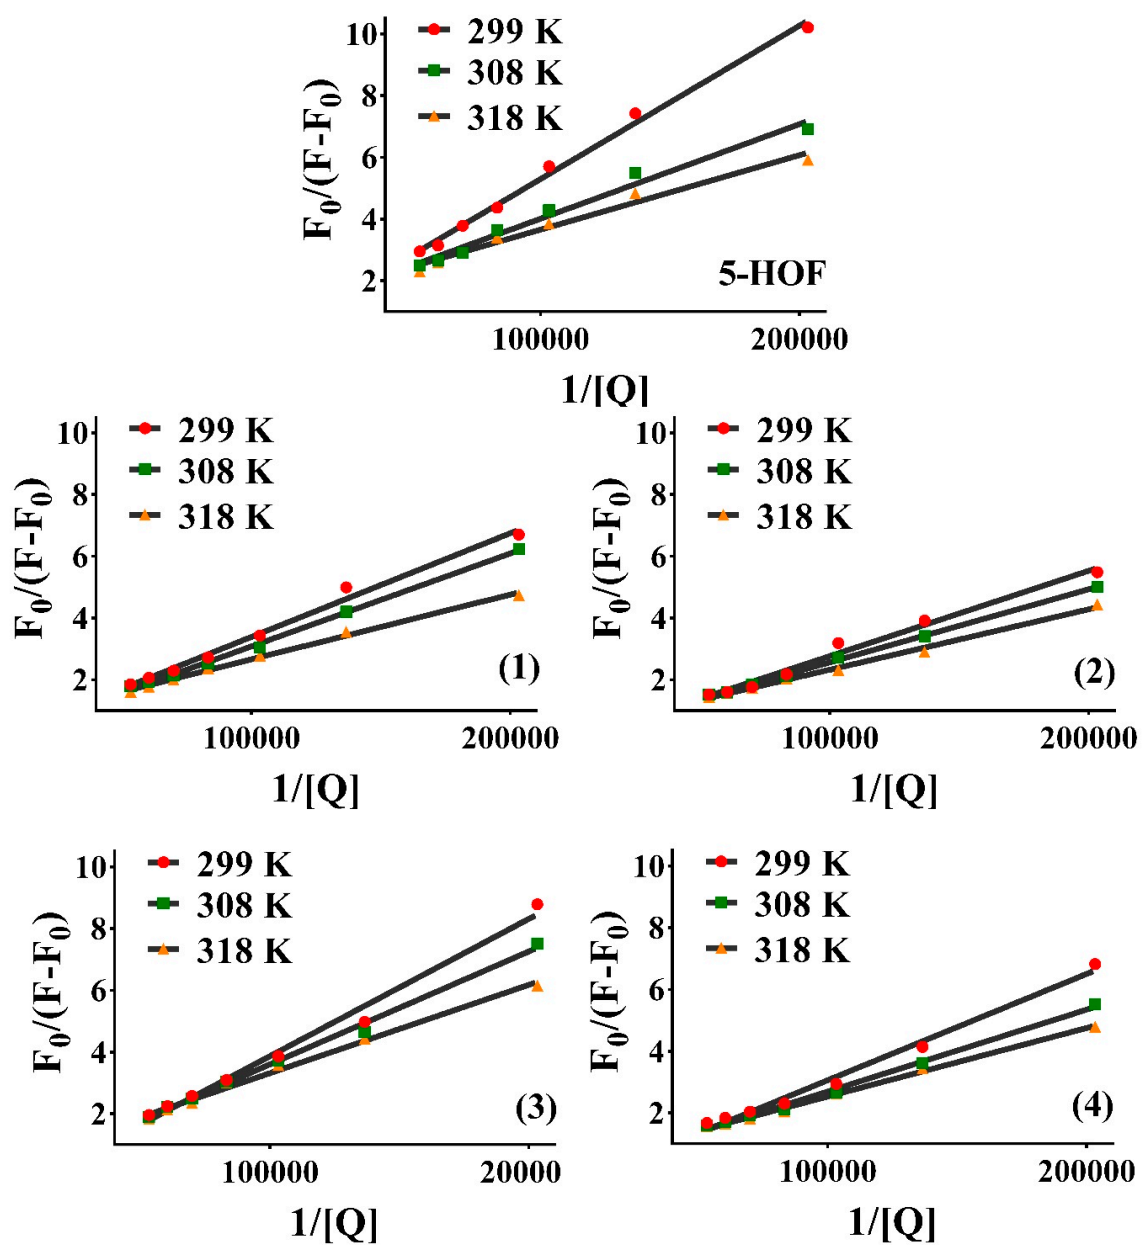 299 K
308 K
318 K
10
8
6
4
2
F0/(F-F0)
5-HOF
100000
200000
1/[Q]
299 K
308 K
318 K
10
8
6
4
2
F0/(F-F0)
(1)
100000
200000
1/[Q]
299 K
308 K
318 K
10
8
6
4
2
F0/(F-F0)
(2)
100000
200000
1/[Q]
299 K
308 K
318 K
10
8
6
4
2
F0/(F-F0)
(3)
100000
200000
1/[Q]
299 K
308 K
318 K
10
8
6
4
2
F0/(F-F0)
(4)
100000
200000
1/[Q]